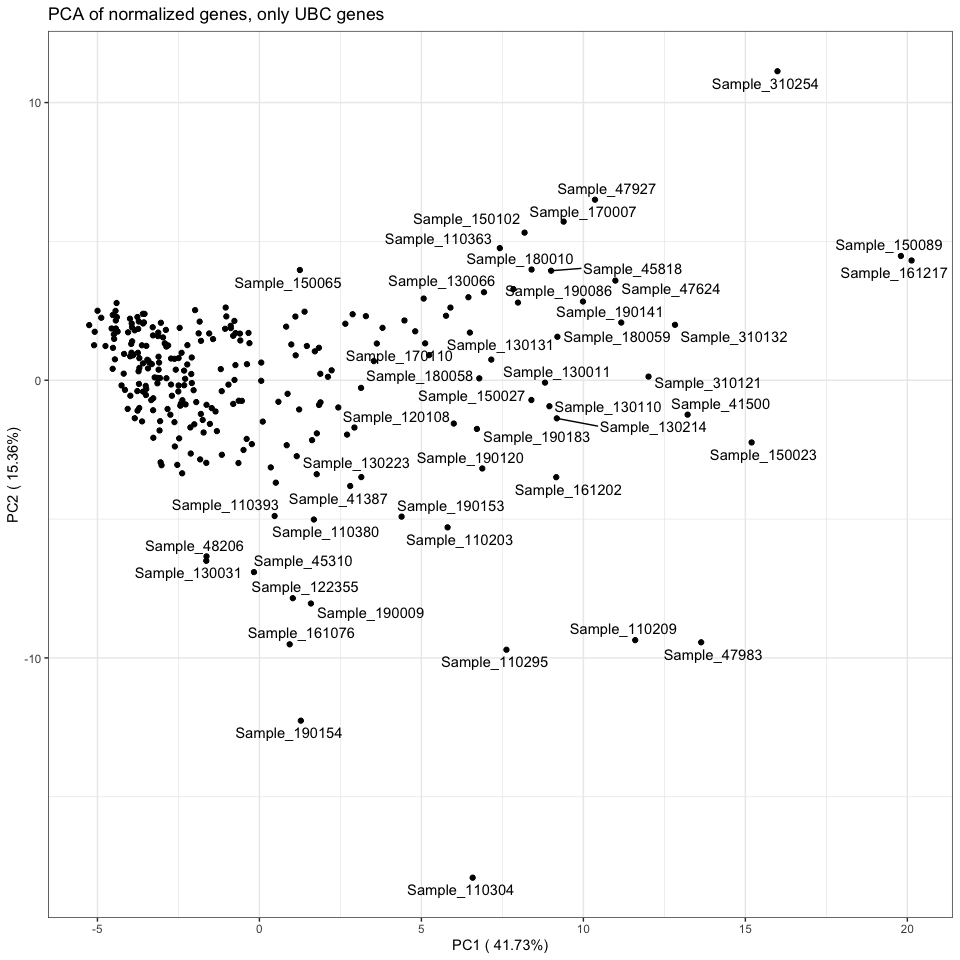 PCA of normalized genes, only UBC genes
Sample_310254
10
Sample_47927
Sample_170007
Sample_150102
Sample_110363
Sample_150089
Sample_180010
Sample_45818
Sample_161217
Sample_150065
Sample_130066
Sample_190086
Sample_47624
Sample_190141
Sample_180059
Sample_310132
Sample_130131
Sample_170110
Sample_130011
Sample_180058
0
Sample_310121
Sample_150027
Sample_130110
Sample_41500
Sample_120108
Sample_130214
Sample_190183
Sample_150023
Sample_190120
Sample_130223
Sample_161202
Sample_41387
Sample_110393
Sample_190153
Sample_110380
Sample_110203
PC2 ( 15.36%)
Sample_48206
Sample_45310
Sample_130031
Sample_122355
Sample_190009
Sample_161076
Sample_110209
Sample_47983
-10
Sample_110295
Sample_190154
Sample_110304
-5
0
5
10
15
20
PC1 ( 41.73%)